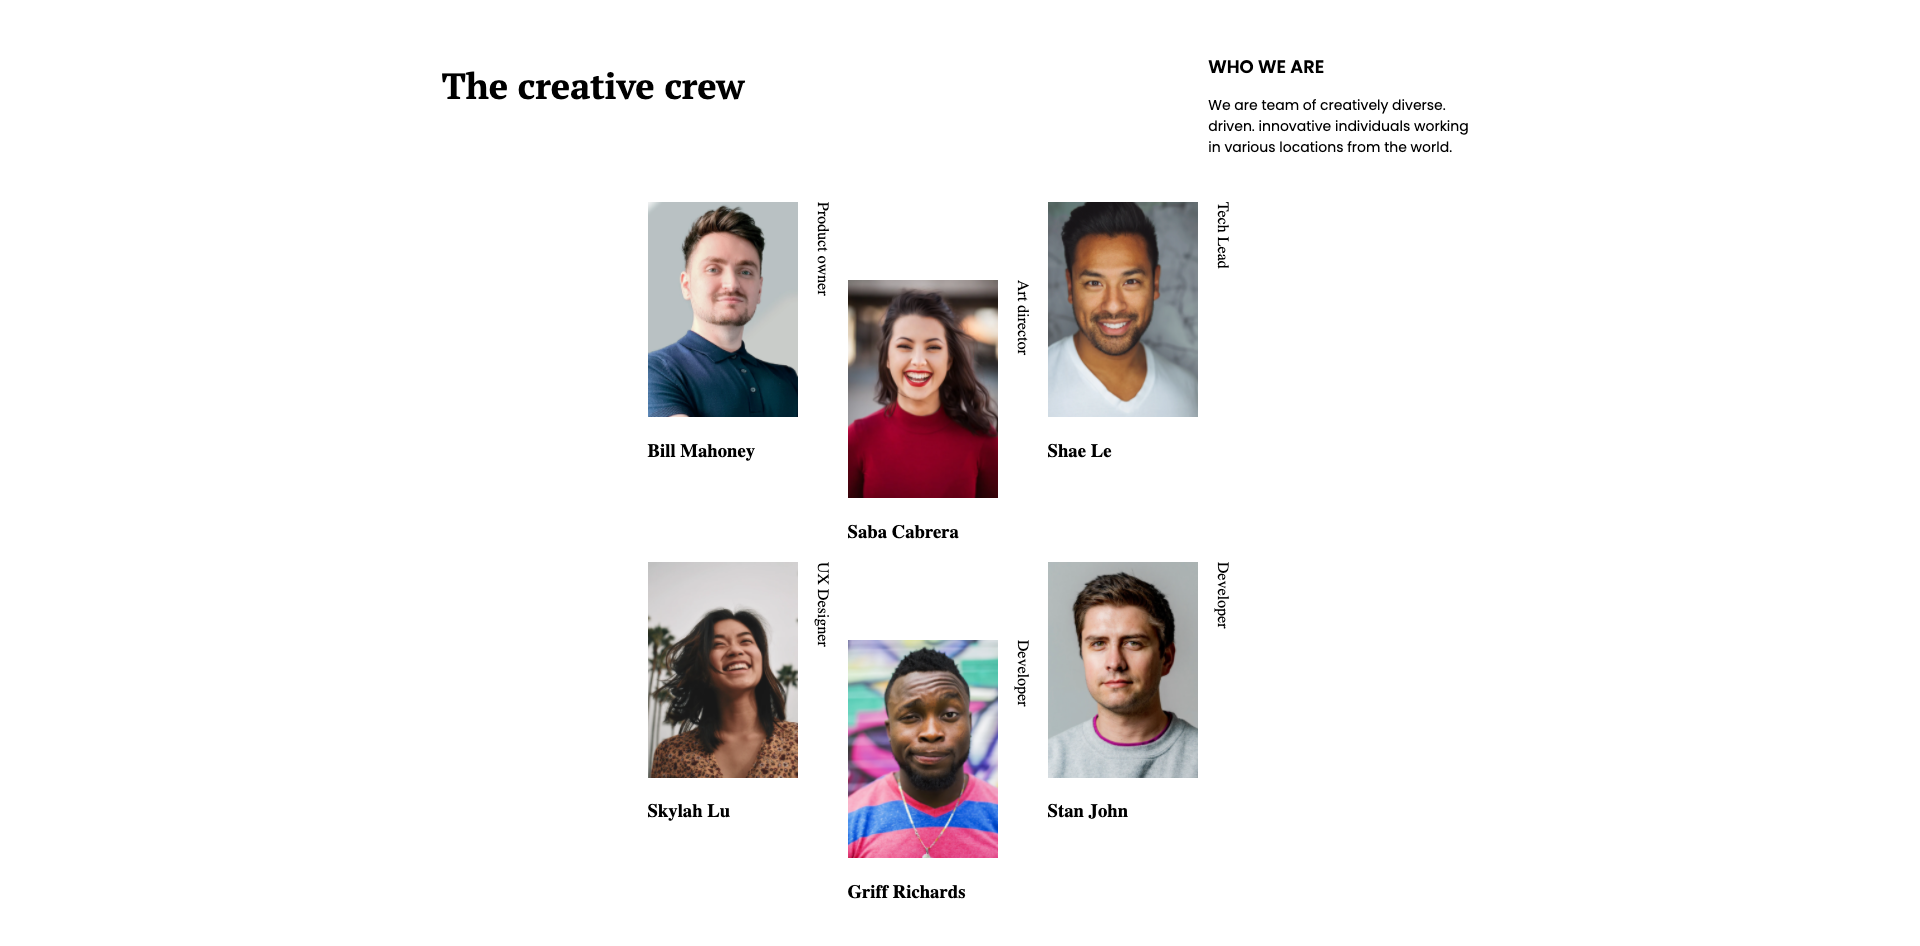 The creative crew
WHO WE ARE
We are team of creatively diverse.
driven. innovative individuals working
in various locations from the world.
Product owner
Bill Mahoney
Art director
Saba Cabrera
Tech Lead
Shae Le
UX Designer
Skylah Lu
Developer
Griff Richards
Developer
Stan John